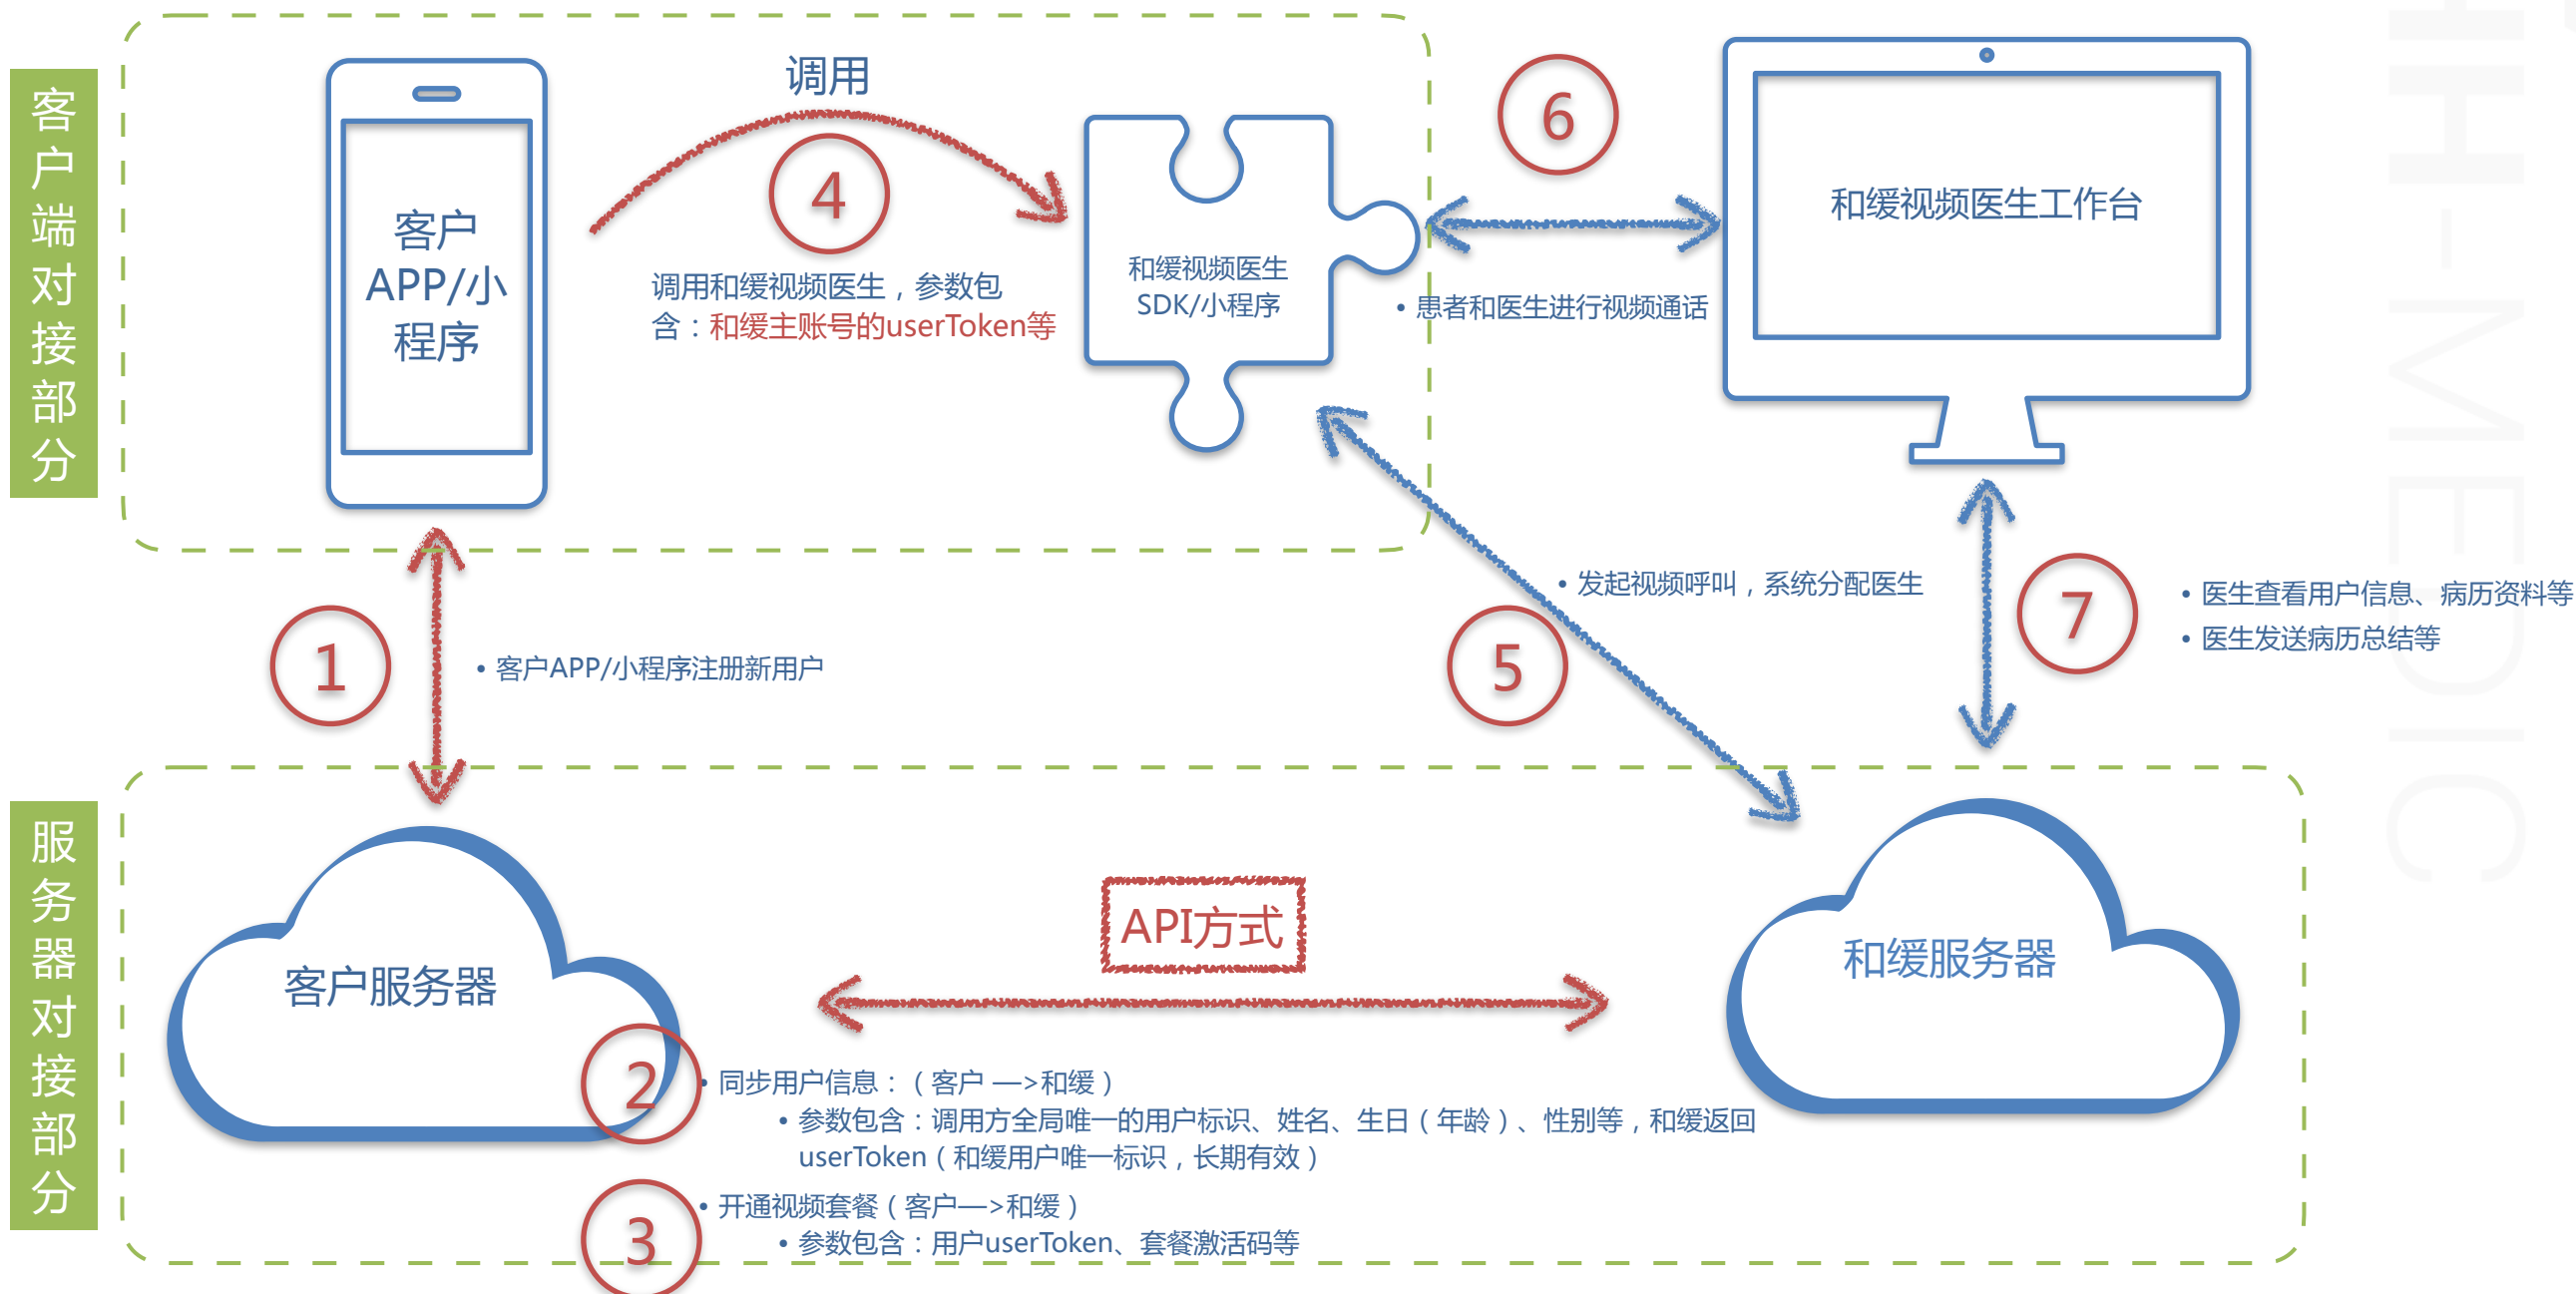 客户端对接部分
调用
4
调用和缓视频医生，参数包
含：和缓主账号的userToken等
客户
APP/小
程序
和缓视频医生
SDK/小程序
6
• 患者和医生进行视频通话
和缓视频医生工作台
1
• 客户APP/小程序注册新用户
5
• 发起视频呼叫，系统分配医生
7
• 医生查看用户信息、病历资料等
• 医生发送病历总结等
服务器对接部分
客户服务器
API方式
和缓服务器
2
• 同步用户信息：（客户 —>和缓）
• 参数包含：调用方全局唯一的用户标识、姓名、生日（年龄）、性别等，和缓返回
userToken（和缓用户唯一标识，长期有效）
3
• 开通视频套餐（客户—>和缓）
• 参数包含：用户userToken、套餐激活码等
HH-MEDIC